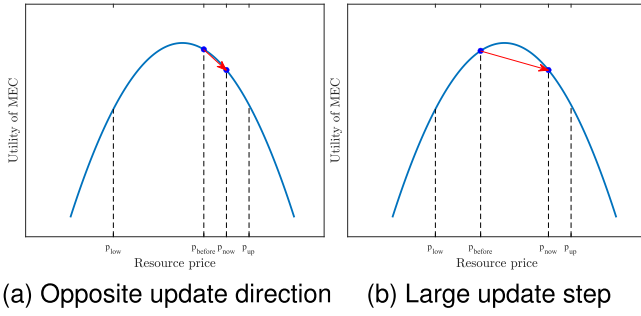 Utility of MEC
p_low p_before p_now p_up
Resource price
(a) Opposite update direction
Utility of MEC
p_low p_before p_now p_up
Resource price
(b) Large update step